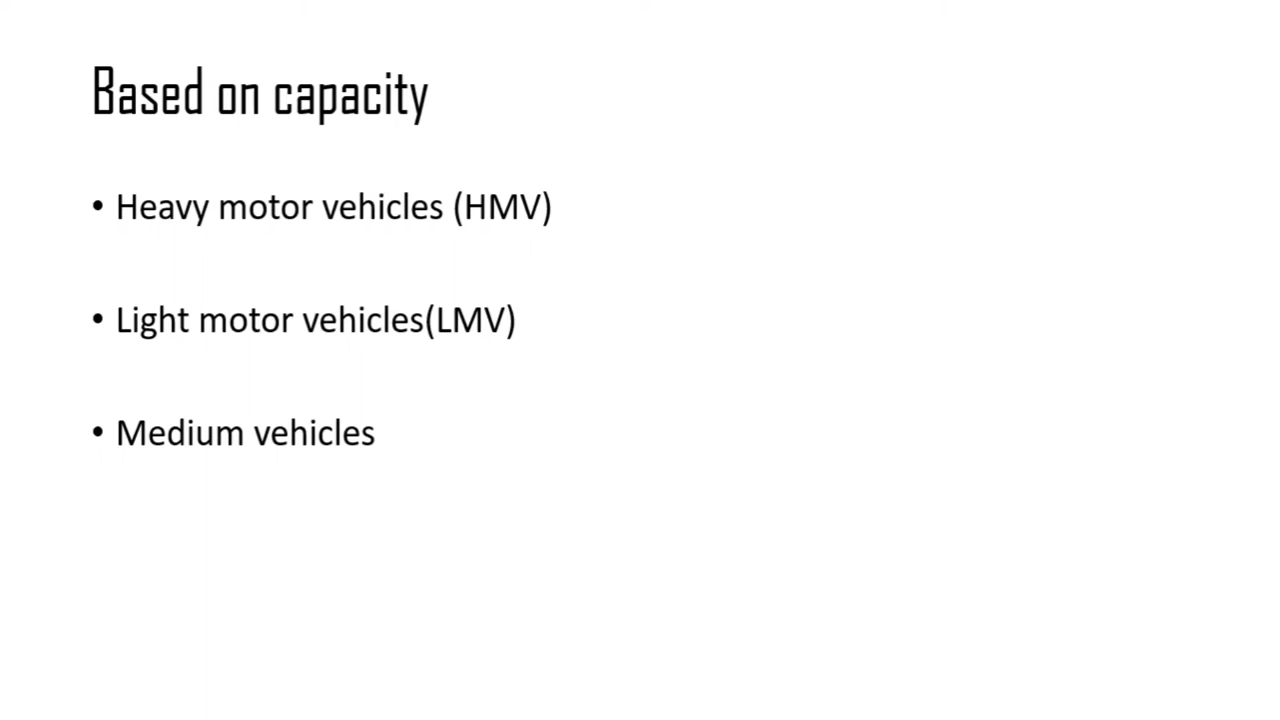 Based on capacity
• Heavy motor vehicles (HMV)
• Light motor vehicles(LMV)
• Medium vehicles